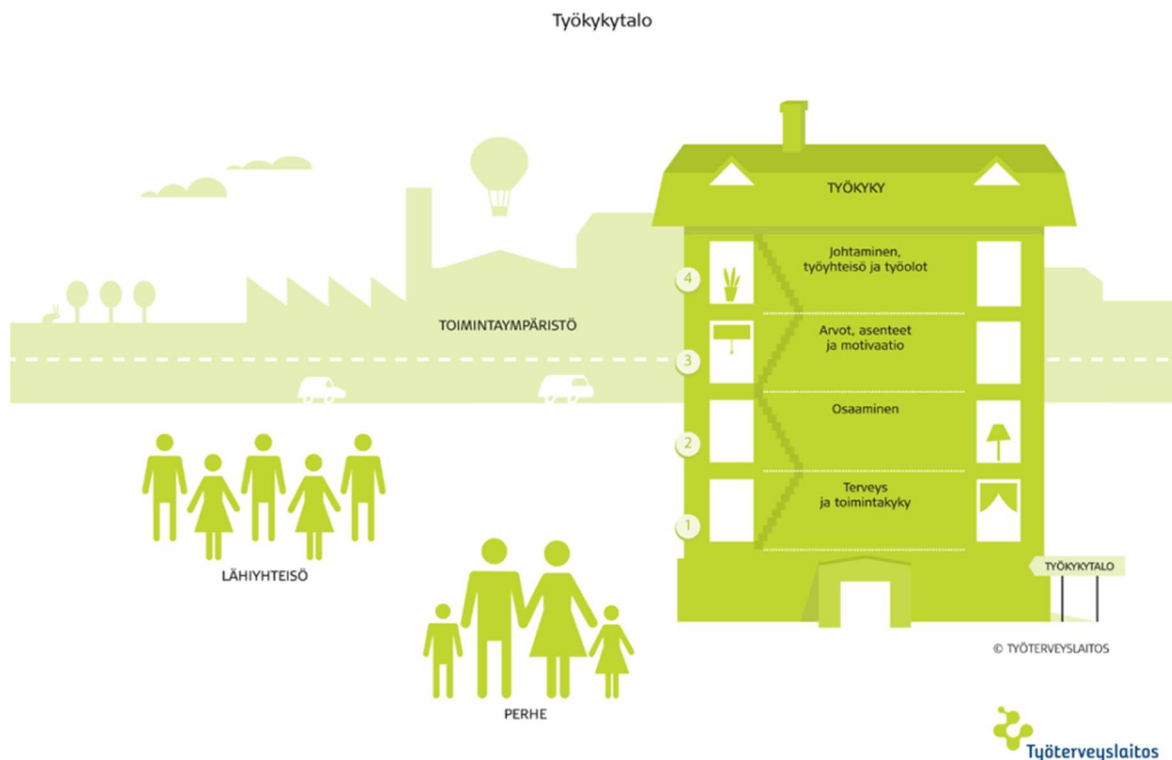 Työkykytalo
TYÖKYKY
4
Johtaminen,
työyhteisö ja työolot
TOIMINTAYMPÄRISTÖ
3
Arvot, asenteet
ja motivaatio
2
Osaaminen
1
Terveys
ja toimintakyky
LÄHIYHTEISÖ
TYÖKYKYTALO
PERHE
© TYÖTERVEYSLAITOS
Työterveyslaitos